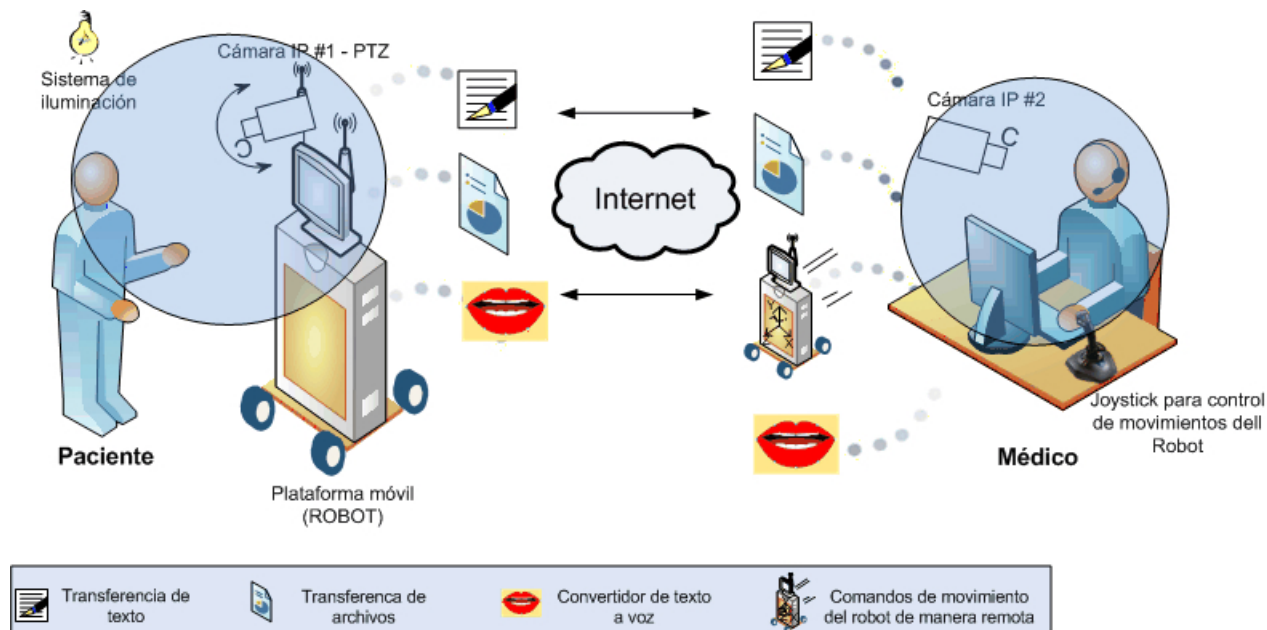 Sistema de
iluminación
Cámara IP #1 - PTZ
Internet
Cámara IP #2
Paciente
Plataforma móvil
(ROBOT)
Médico
Joystick para control
de movimientos dell
Robot
Transferencia de
texto
Transferenca de
archivos
Convertidor de texto
a voz
Comandos de movimiento
del robot de manera remota